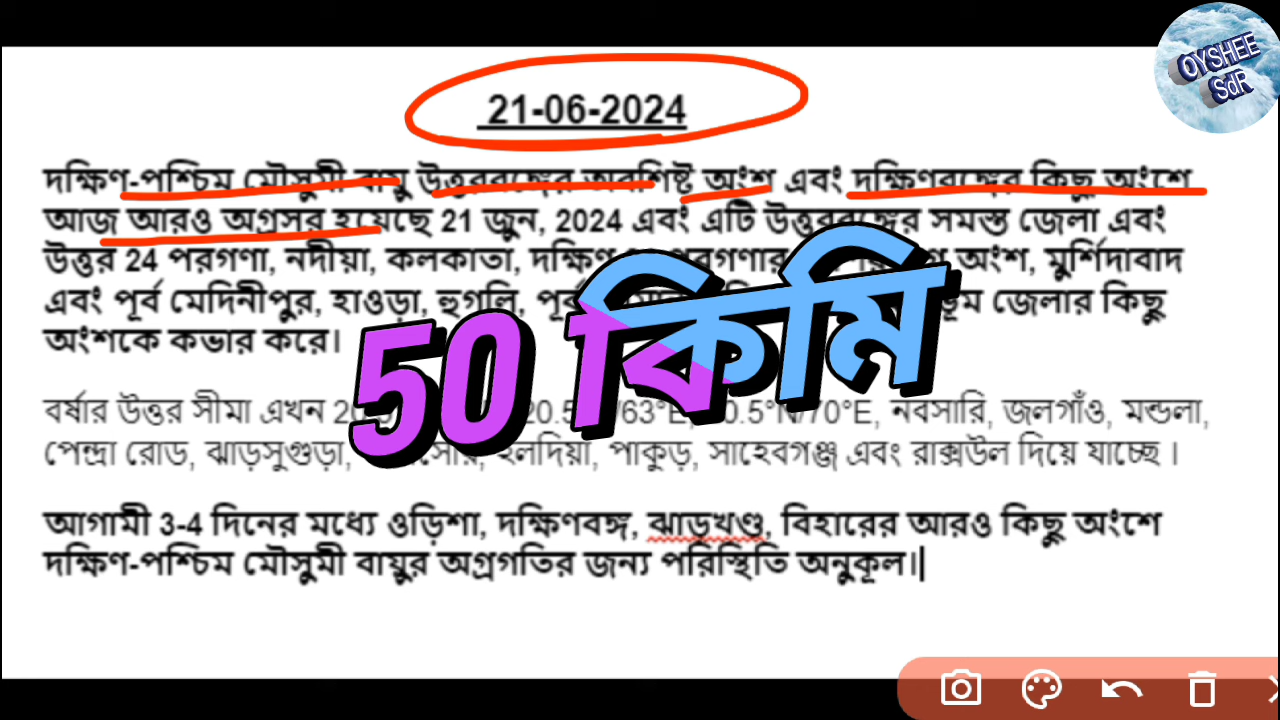 OYSHEE
SdR
21-06-2024
দক্ষিণ-পশ্চিম মৌসুমী বায়ু উত্তরবঙ্গের অবশিষ্ট অংশ এবং দক্ষিণবঙ্গের কিছু অংশে
আজ আরও অগ্রসর হয়েছে 21 জুন, 2024 এবং এটি উত্তরবঙ্গের সমস্ত জেলা এবং
উত্তর 24 পরগণা, নদীয়া, কলকাতা, দক্ষিণ পরগণার অংশ, মুর্শিদাবাদ
এবং পূর্ব মেদিনীপুর, হাওড়া, হুগলি, জেলার কিছু
অংশকে কভার করে।
50 কিমি
বর্ষার উত্তর সীমা এখন /63°E, নবসারি, জলগাঁও, মন্ডলা,
পেন্দ্রা রোড, ঝাড়সুগুড়া, হলদিয়া, পাকুড়, সাহেবগঞ্জ এবং রাক্সউল দিয়ে যাচ্ছে।
আগামী 3-4 দিনের মধ্যে ওড়িশা, দক্ষিণবঙ্গ, ঝাড়খণ্ড, বিহারের আরও কিছু অংশে
দক্ষিণ-পশ্চিম মৌসুমী বায়ুর অগ্রগতির জন্য পরিস্থিতি অনুকূল।